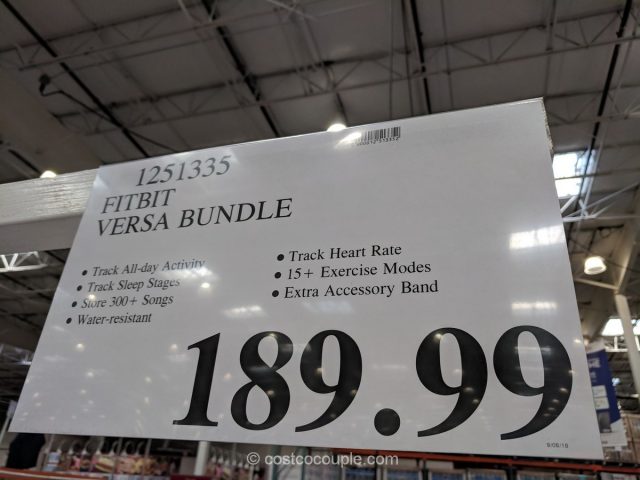 1251335
FITBIT
VERSA BUNDLE
• Track All-day Activity
• Track Sleep Stages
• Store 300+ Songs
• Water-resistant
• Track Heart Rate
• 15+ Exercise Modes
• Extra Accessory Band
189.99
© costcocouple.com